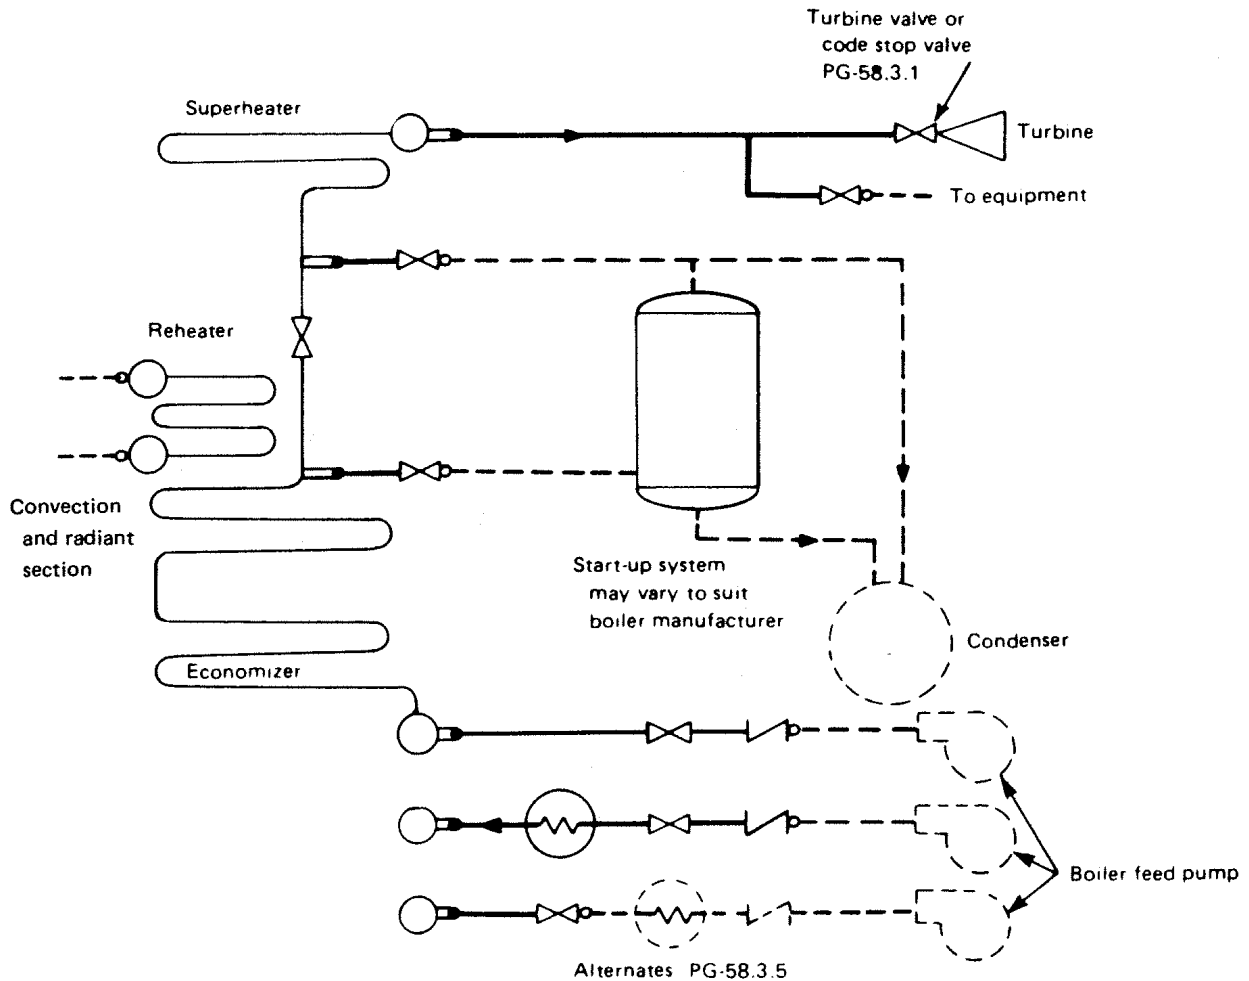 Turbine valve or
code stop valve
PG-58.3.1
Superheater
Turbine
To equipment
Reheater
Convection
and radiant
section
Start-up system
may vary to suit
boiler manufacturer
Condenser
Economizer
Boiler feed pump
Alternates PG-58.3.5